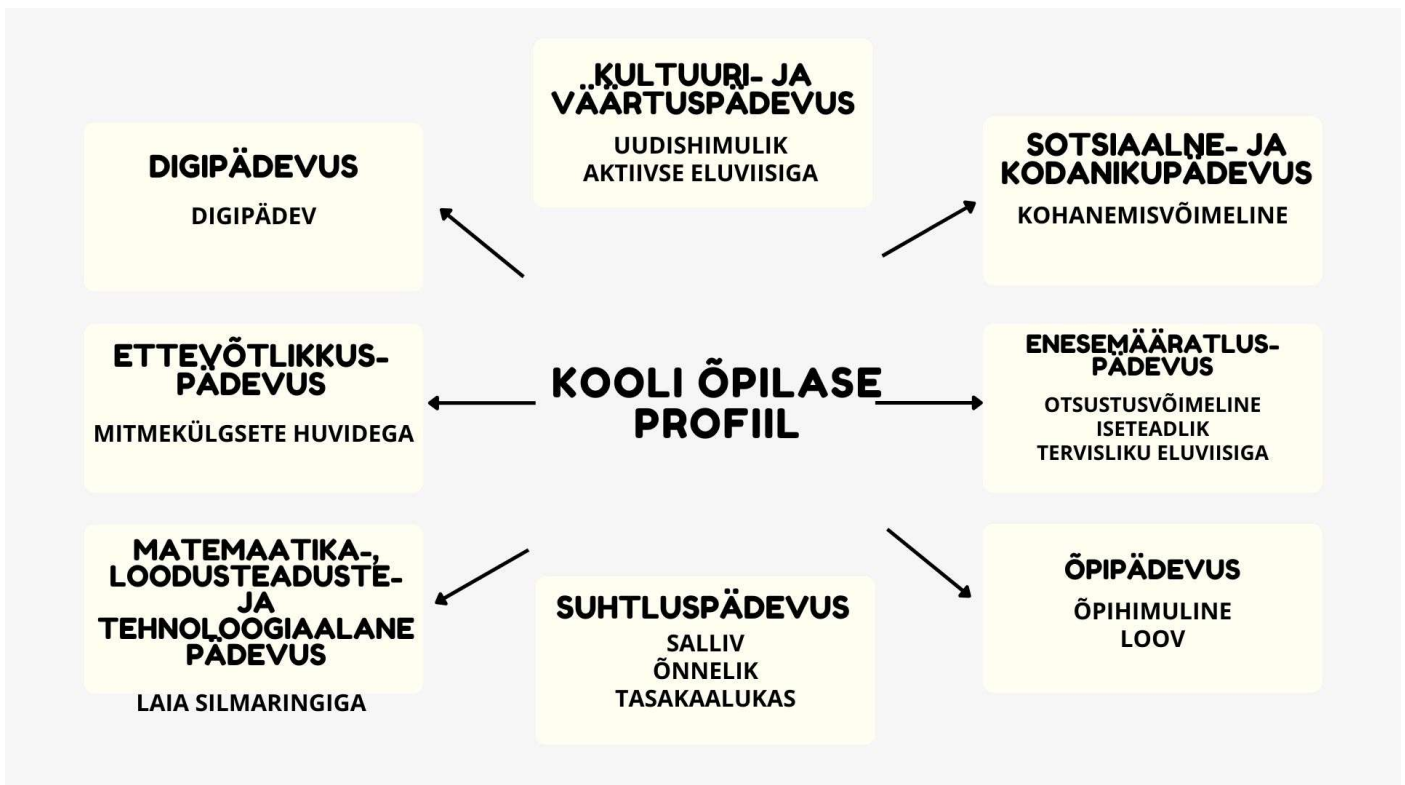 KULTUURI- JA
VÄÄRTUSPÄDEVUS
UUDISHIMULIK
AKTIIVSE ELUVIISIGA
DIGIPÄDEVUS
DIGIPÄDEV
SOTSIAALNE- JA
KODANIKUPÄDEVUS
KOHANEMISVÕIMELINE
ETTEVÕTLIKKUS-
PÄDEVUS
MITMEKÜLGSETE HUVIDEGA
KOOLI ÕPILASE
PROFIIL
ENESEMÄÄRATLUS-
PÄDEVUS
OTSUSTUSVÕIMELINE
ISETEADLIK
TERVISLIKU ELUVIISIGA
MATEMAATIKA-,
LOODUSTEADUSTE-
JA
TEHNOLOOGIAALANE
PÄDEVUS
LAIA SILMARINGIGA
SUHTLUSPÄDEVUS
SALLIV
ÕNNELIK
TASAKAALUKAS
ÕPIPÄDEVUS
ÕPIHIMULINE
LOOV